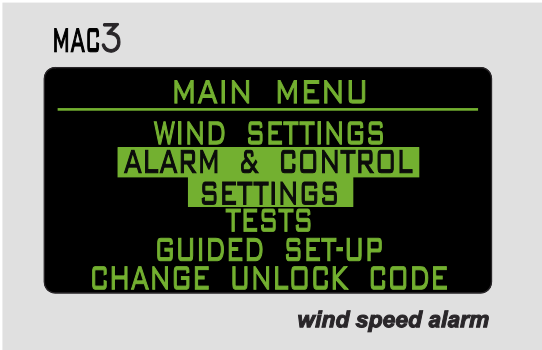 MAC3
MAIN MENU
WIND SETTINGS
ALARM & CONTROL
SETTINGS
TESTS
GUIDED SET-UP
CHANGE UNLOCK CODE
wind speed alarm